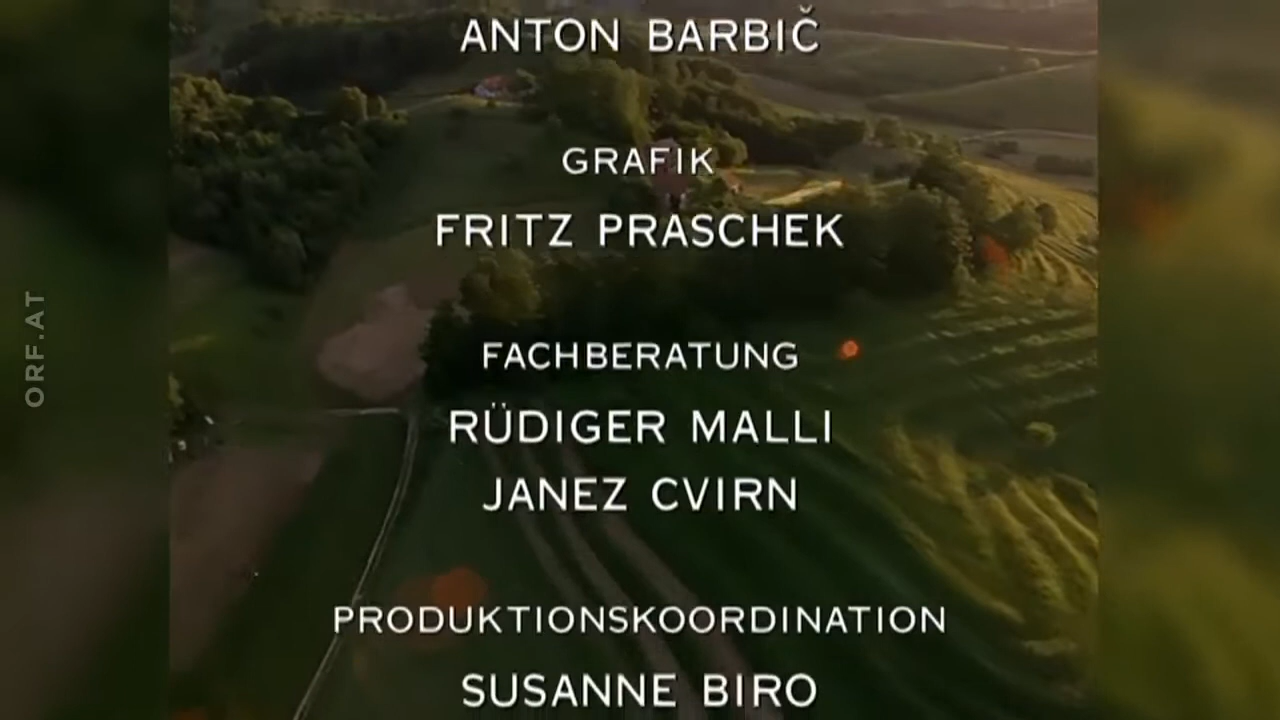 ANTON BARBIČ
GRAFIK
FRITZ PRASCHEK
FACHBERATUNG
RÜDIGER MALLI
JANEZ CVIRN
PRODUKTIONSKOORDINATION
SUSANNE BIRO
ORF.AT